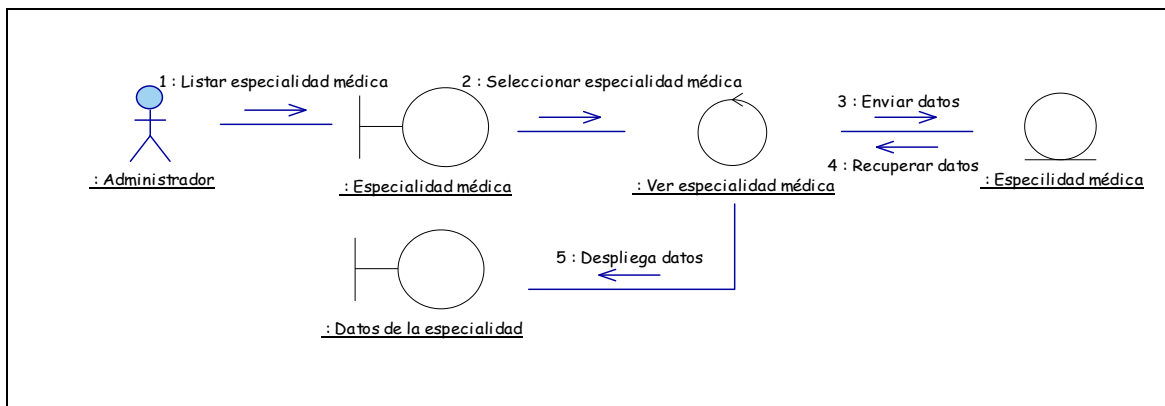 1 : Listar especialidad médica
2 : Seleccionar especialidad médica
3 : Enviar datos
4 : Recuperar datos
: Administrador
: Especialidad médica
: Ver especialidad médica
: Especilidad médica
5 : Despliega datos
: Datos de la especialidad